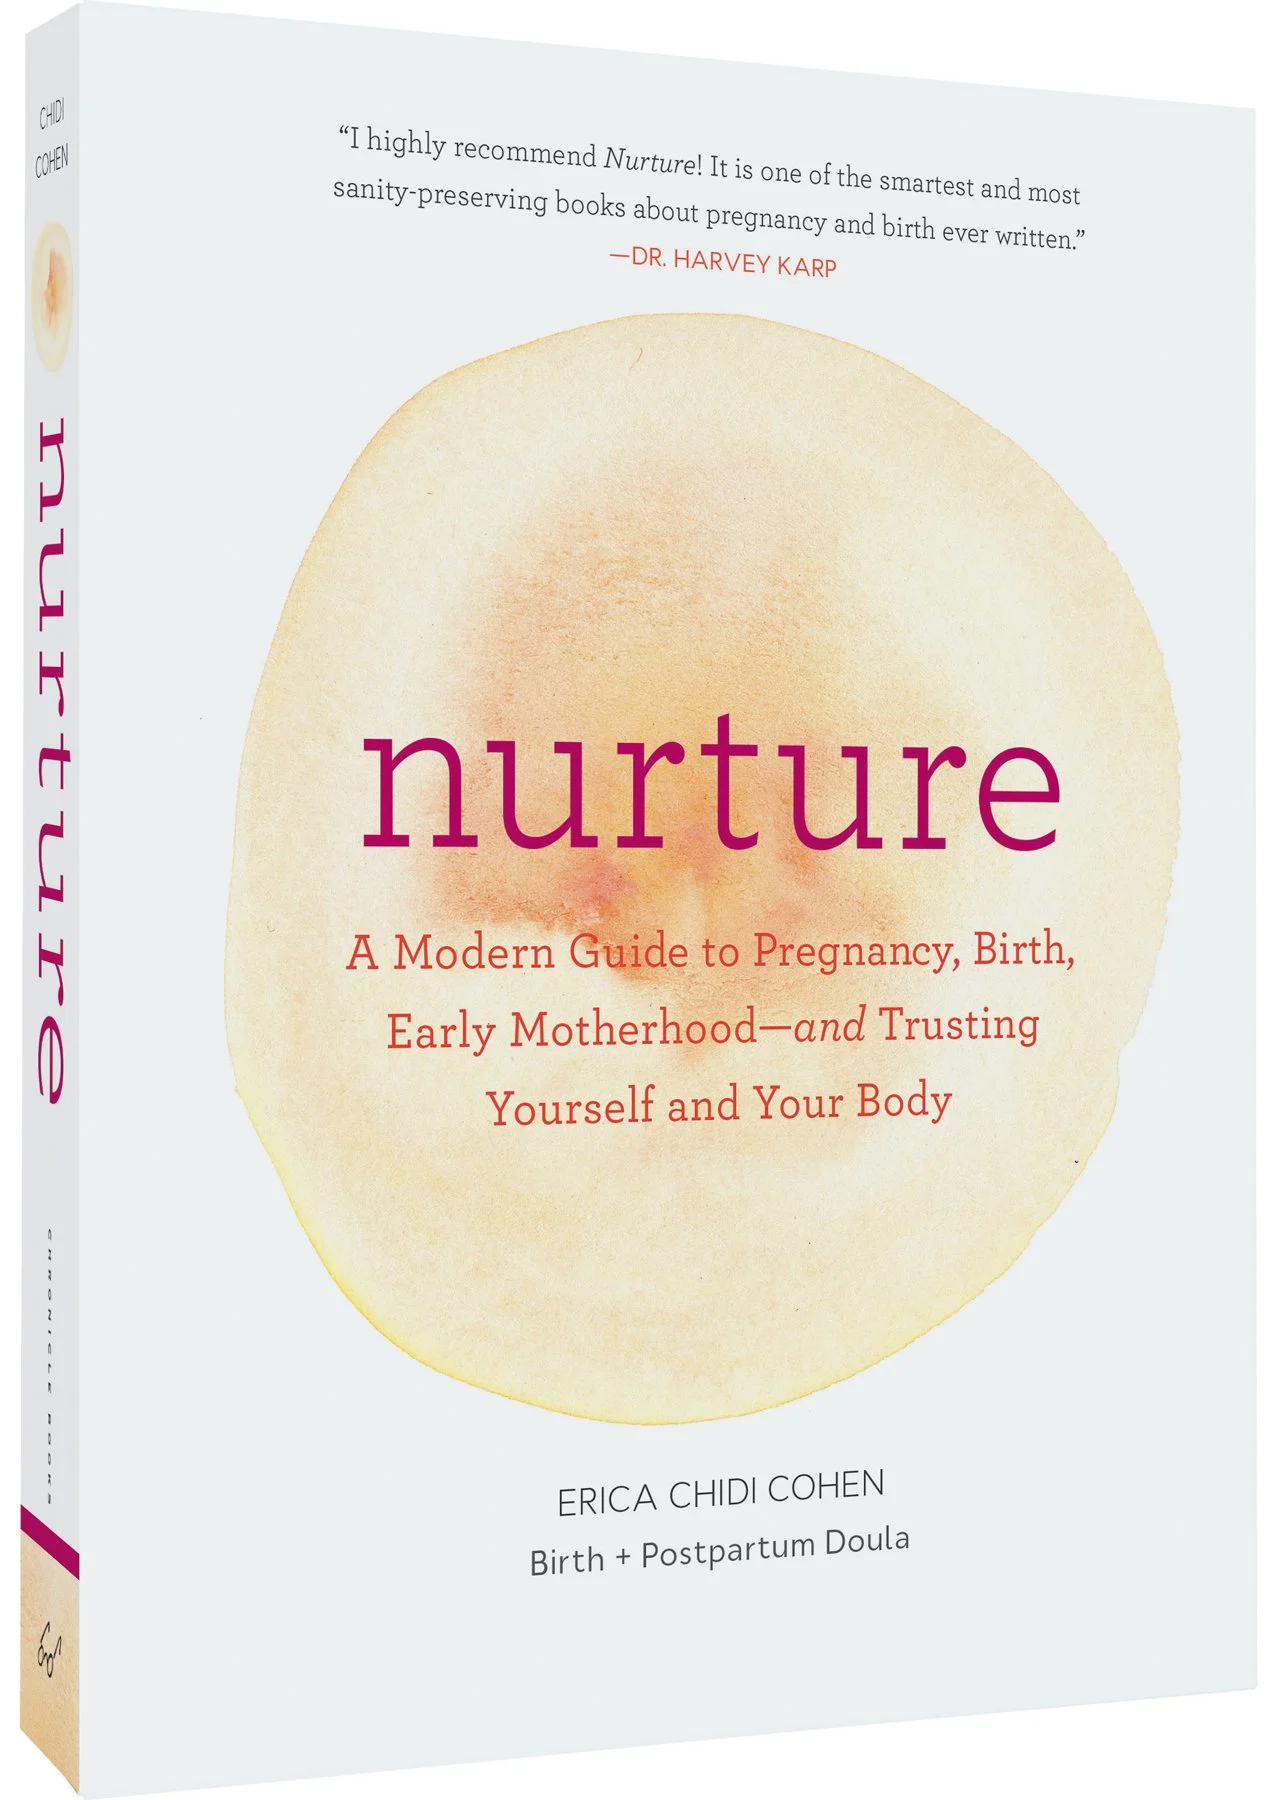 “I highly recommend Nurture! It is one of the smartest and most
sanity-preserving books about pregnancy and birth ever written.”
—DR. HARVEY KARP
nurture
A Modern Guide to Pregnancy, Birth,
Early Motherhood—and Trusting
Yourself and Your Body
ERICA CHIDI COHEN
Birth + Postpartum Doula
CHIDI
COHEN
nurture
CHRONICLE BOOKS